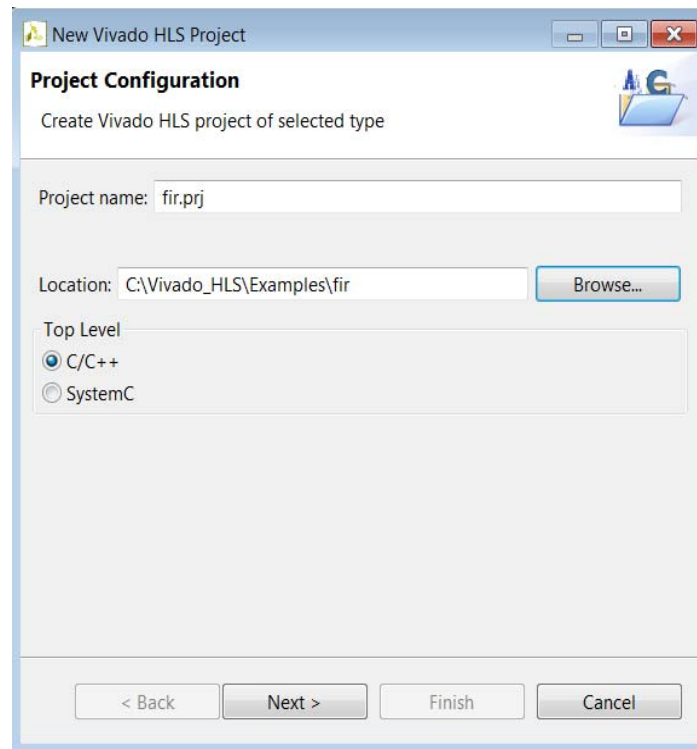 New Vivado HLS Project
Project Configuration
Create Vivado HLS project of selected type
Project name: fir.prj
Location: C:\Vivado_HLS\Examples\fir Browse...
Top Level
C/C++
SystemC
< Back Next > Finish Cancel